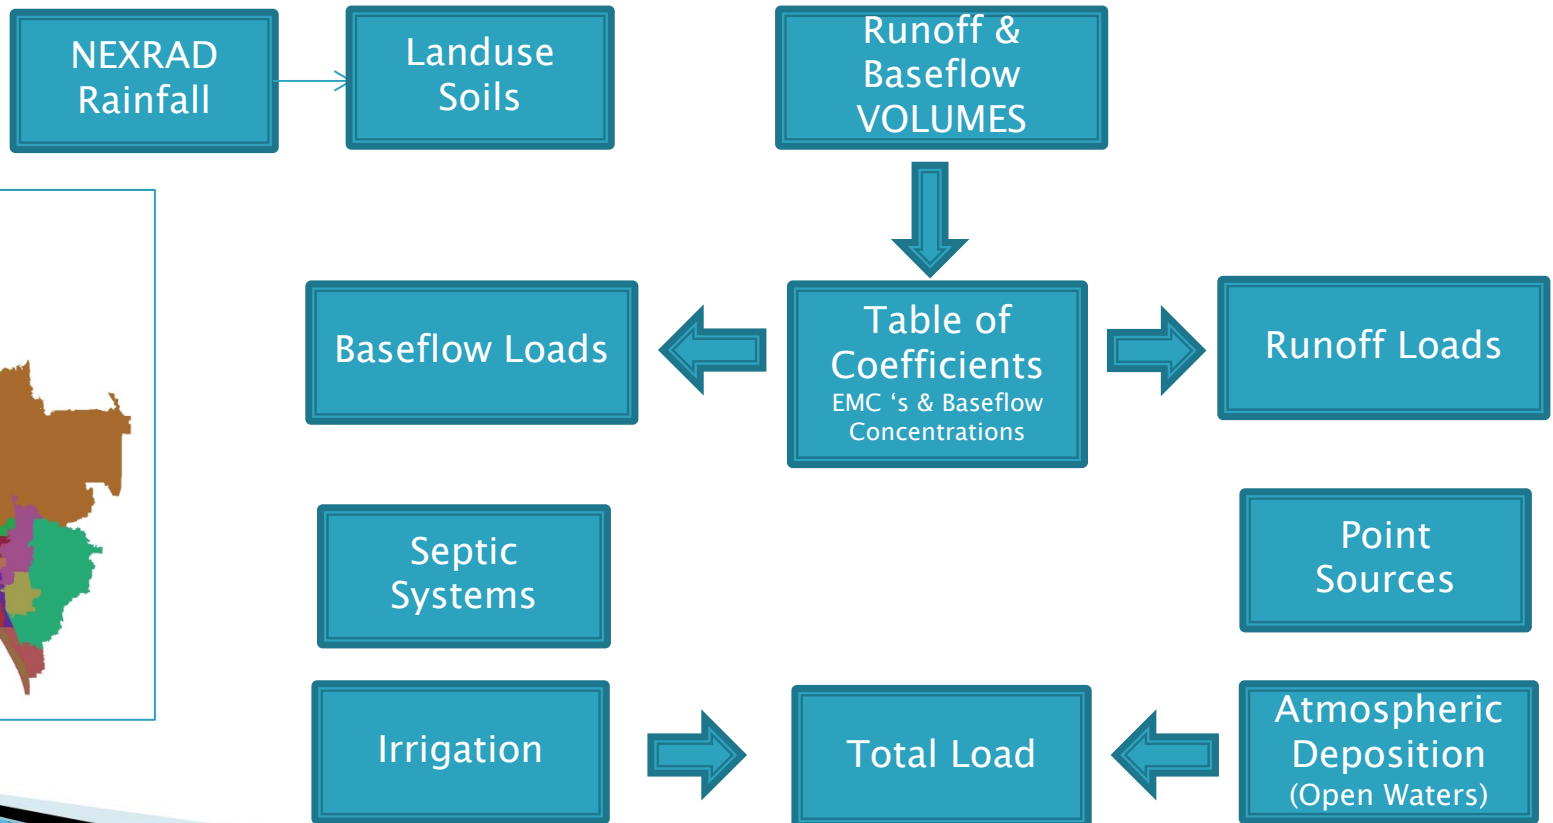 NEXRAD
Rainfall
Landuse
Soils
Runoff &
Baseflow
VOLUMES
Baseflow Loads
Table of
Coefficients
EMC ‘s & Baseflow
Concentrations
Runoff Loads
Septic
Systems
Point
Sources
Irrigation
Total Load
Atmospheric
Deposition
(Open Waters)